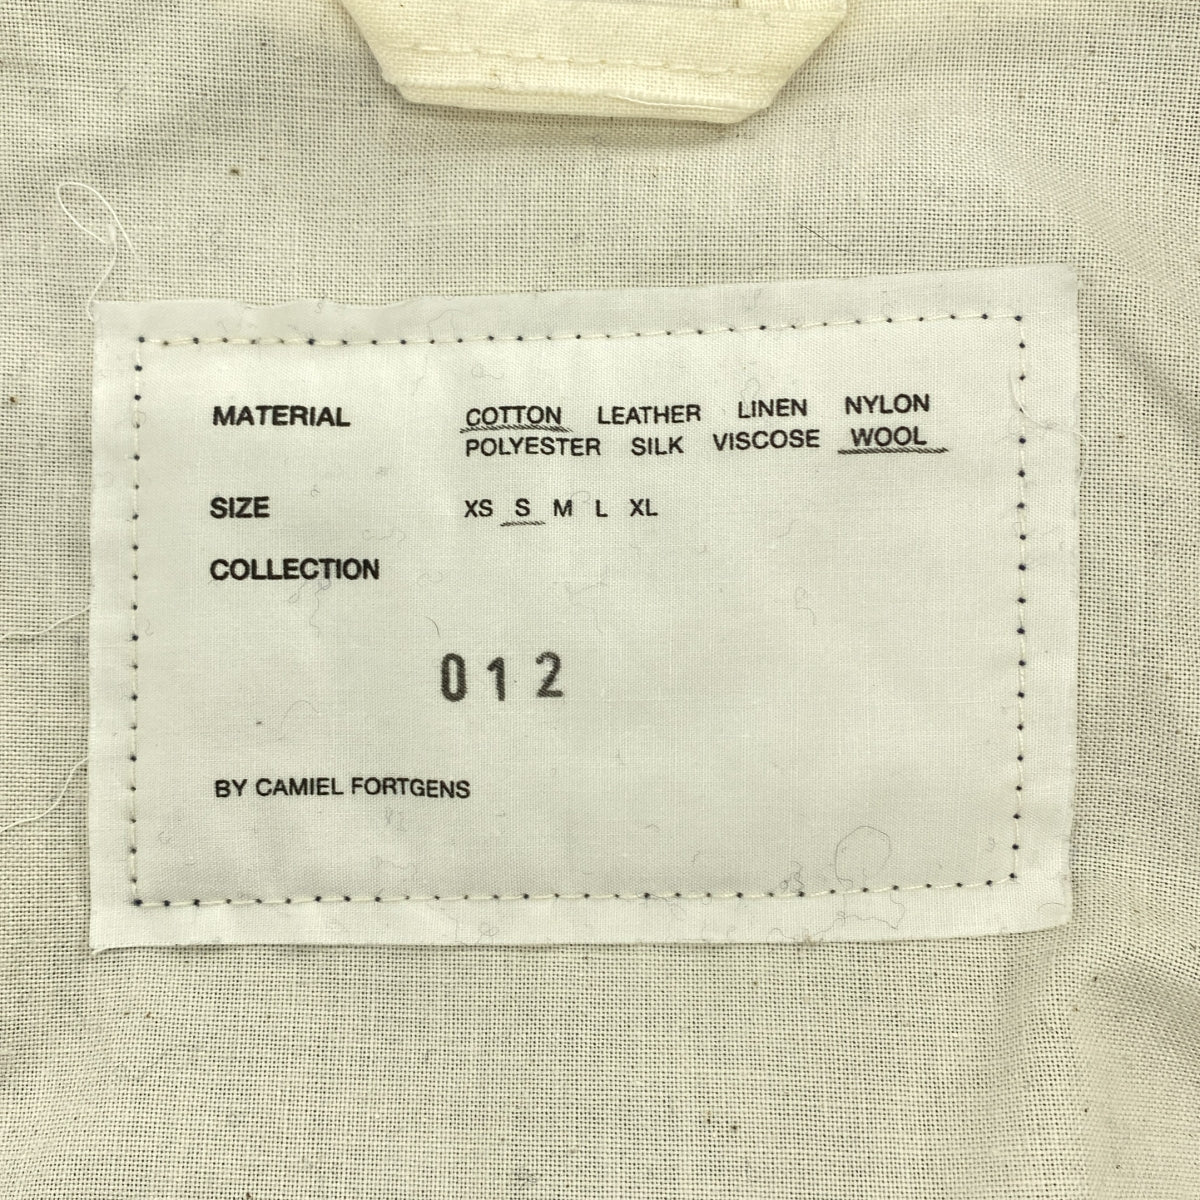 MATERIAL COTTON LEATHER LINEN NYLON
POLYESTER SILK VISCOSE WOOL
SIZE XS S M L XL
COLLECTION
012
BY CAMIEL FORTGENS